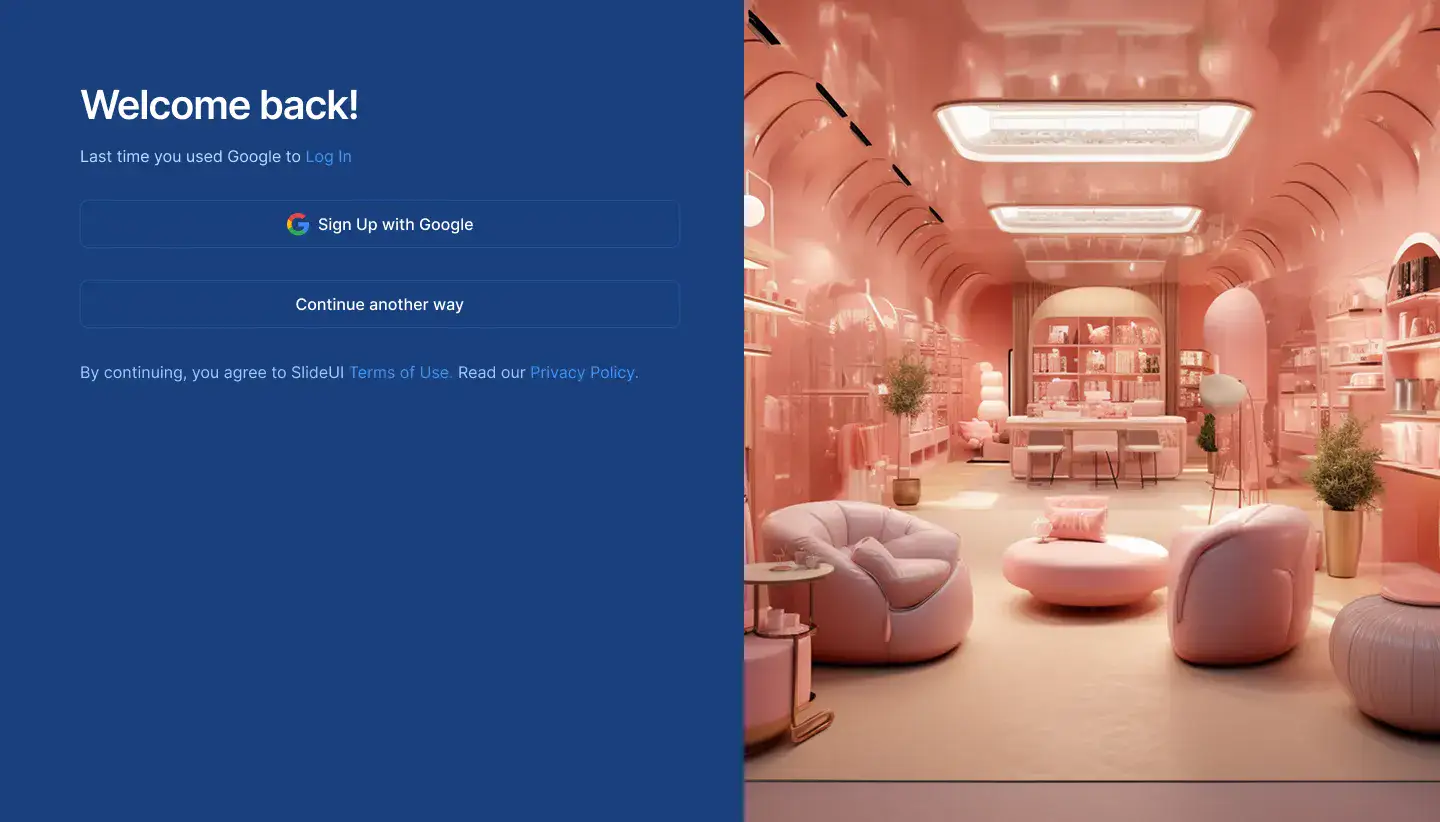 Welcome back!
Last time you used Google to Log In
Sign Up with Google
Continue another way
By continuing, you agree to SlideUI Terms of Use. Read our Privacy Policy.